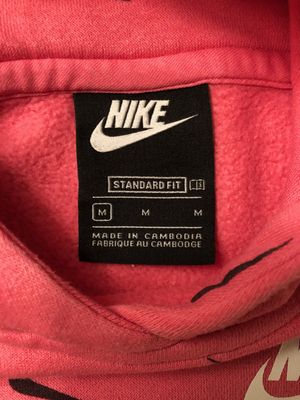 NIKE
STANDARD FIT
M M M
MADE IN CAMBODIA
FABRIQUE AU CAMBODGE